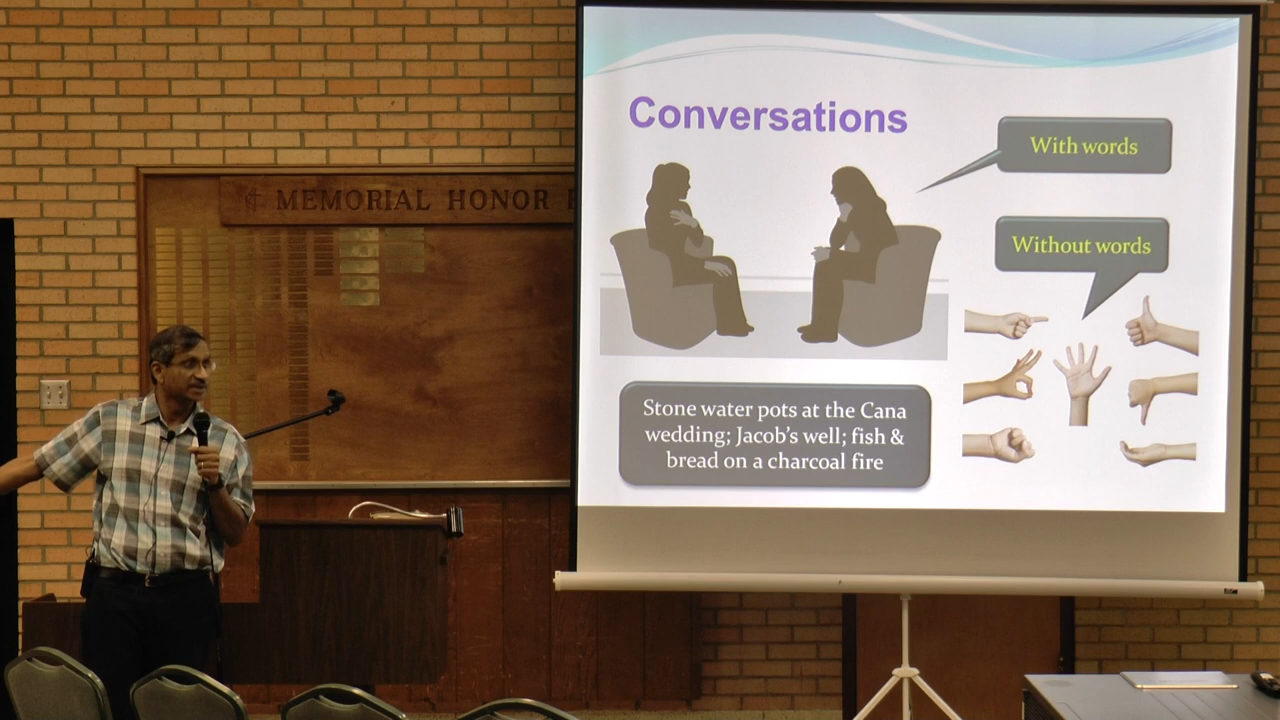 MEMORIAL HONOR
Conversations
With words
Without words
Stone water pots at the Cana
wedding; Jacob's well; fish &
bread on a charcoal fire